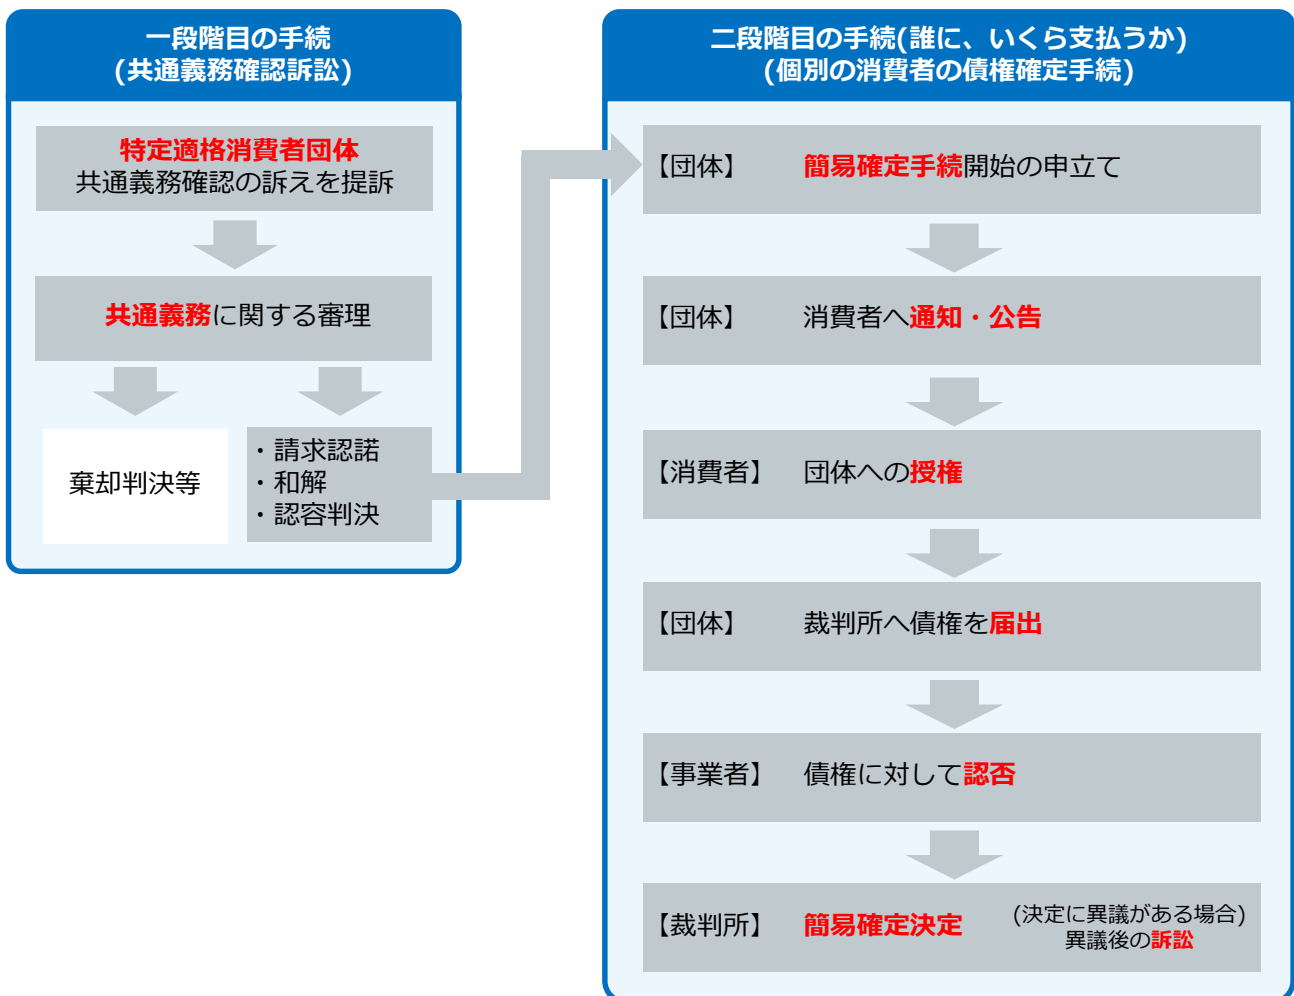 一段階目の手続
(共通義務確認訴訟)
特定適格消費者団体
共通義務確認の訴えを提訴
共通義務に関する審理
棄却判決等
・請求認諾
・和解
・認容判決
二段階目の手続(誰に、いくら支払うか)
(個別の消費者の債権確定手続)
【団体】 簡易確定手続開始の申立て
【団体】 消費者へ通知・公告
【消費者】 団体への授権
【団体】 裁判所へ債権を届出
【事業者】 債権に対して認否
【裁判所】 簡易確定決定
(決定に異議がある場合)
異議後の訴訟